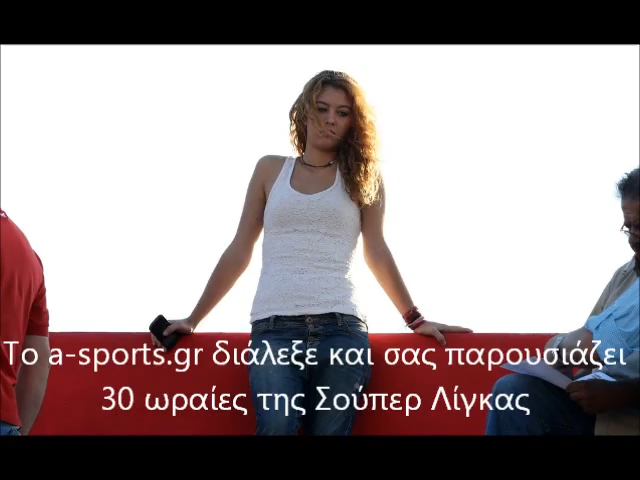 Το a-sports.gr διάλεξε και σας παρουσιάζει
30 ωραίες της Σούπερ Λίγκας